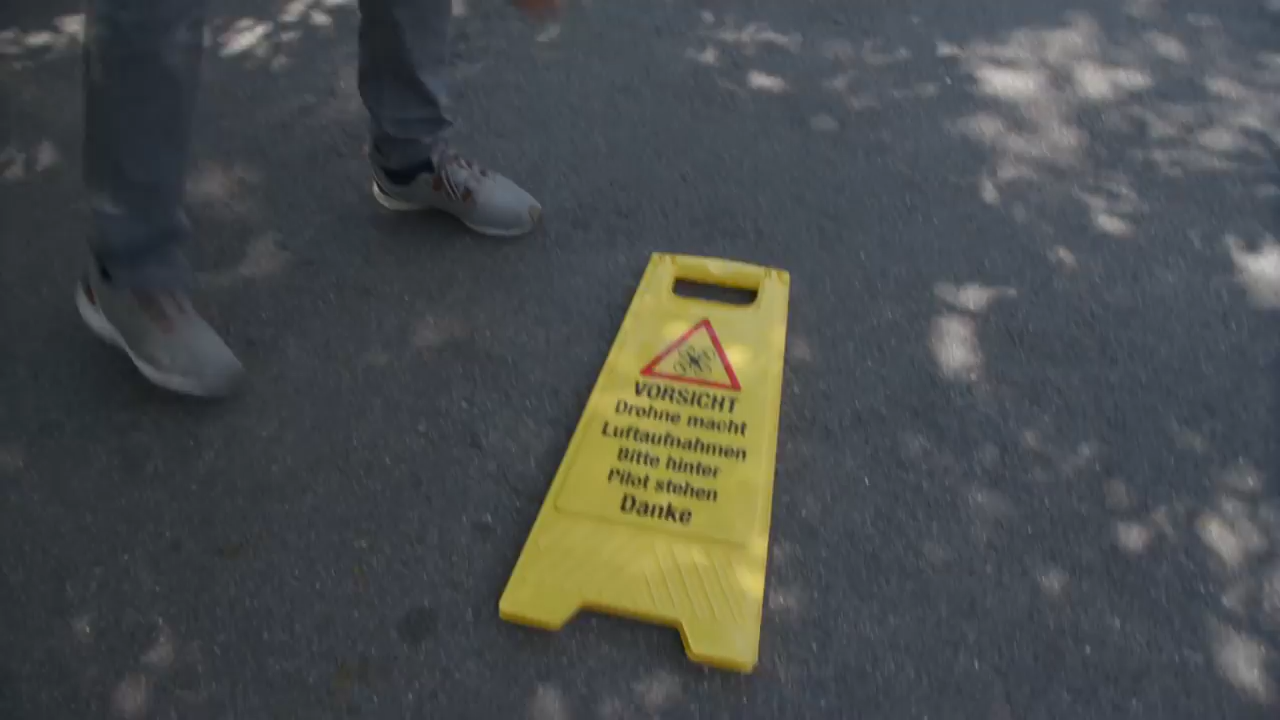 VORSICHT
Drohne macht
Luftaufnahmen
Bitte hinter
Pilot stehen
Danke